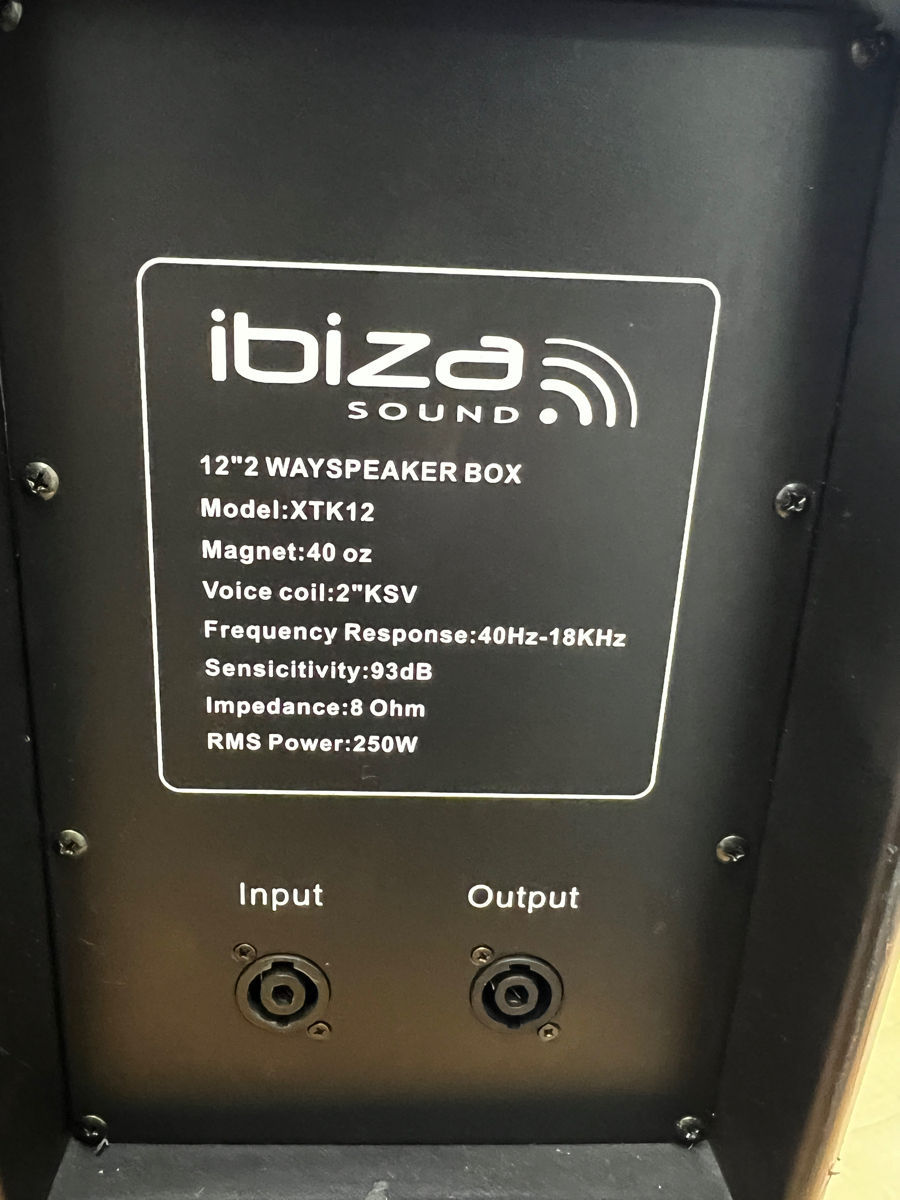 ibiza
SOUND
12"2 WAYSPEAKER BOX
Model:XTK12
Magnet:40 oz
Voice coil:2"KSV
Frequency Response:40Hz-18KHz
Sensicitivity:93dB
Impedance:8 Ohm
RMS Power:250W
Input Output